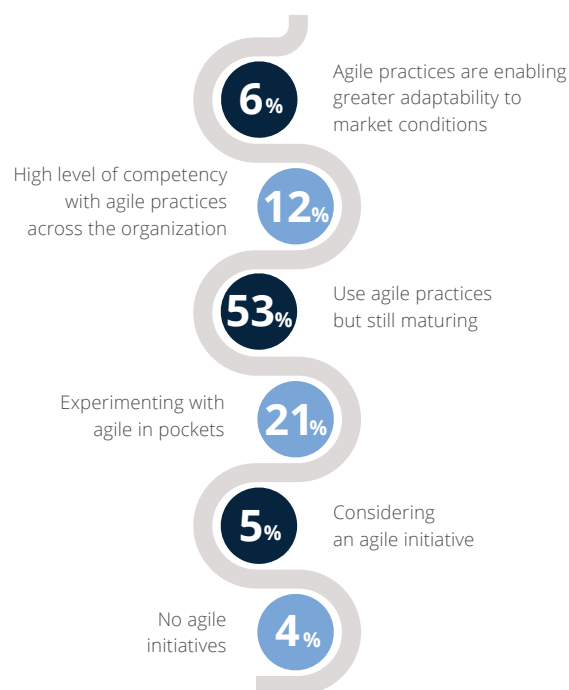 6%
Agile practices are enabling
greater adaptability to
market conditions
High level of competency
with agile practices
across the organization
12%
53%
Use agile practices
but still maturing
Experimenting with
agile in pockets
21%
5%
Considering
an agile initiative
No agile
initiatives
4%